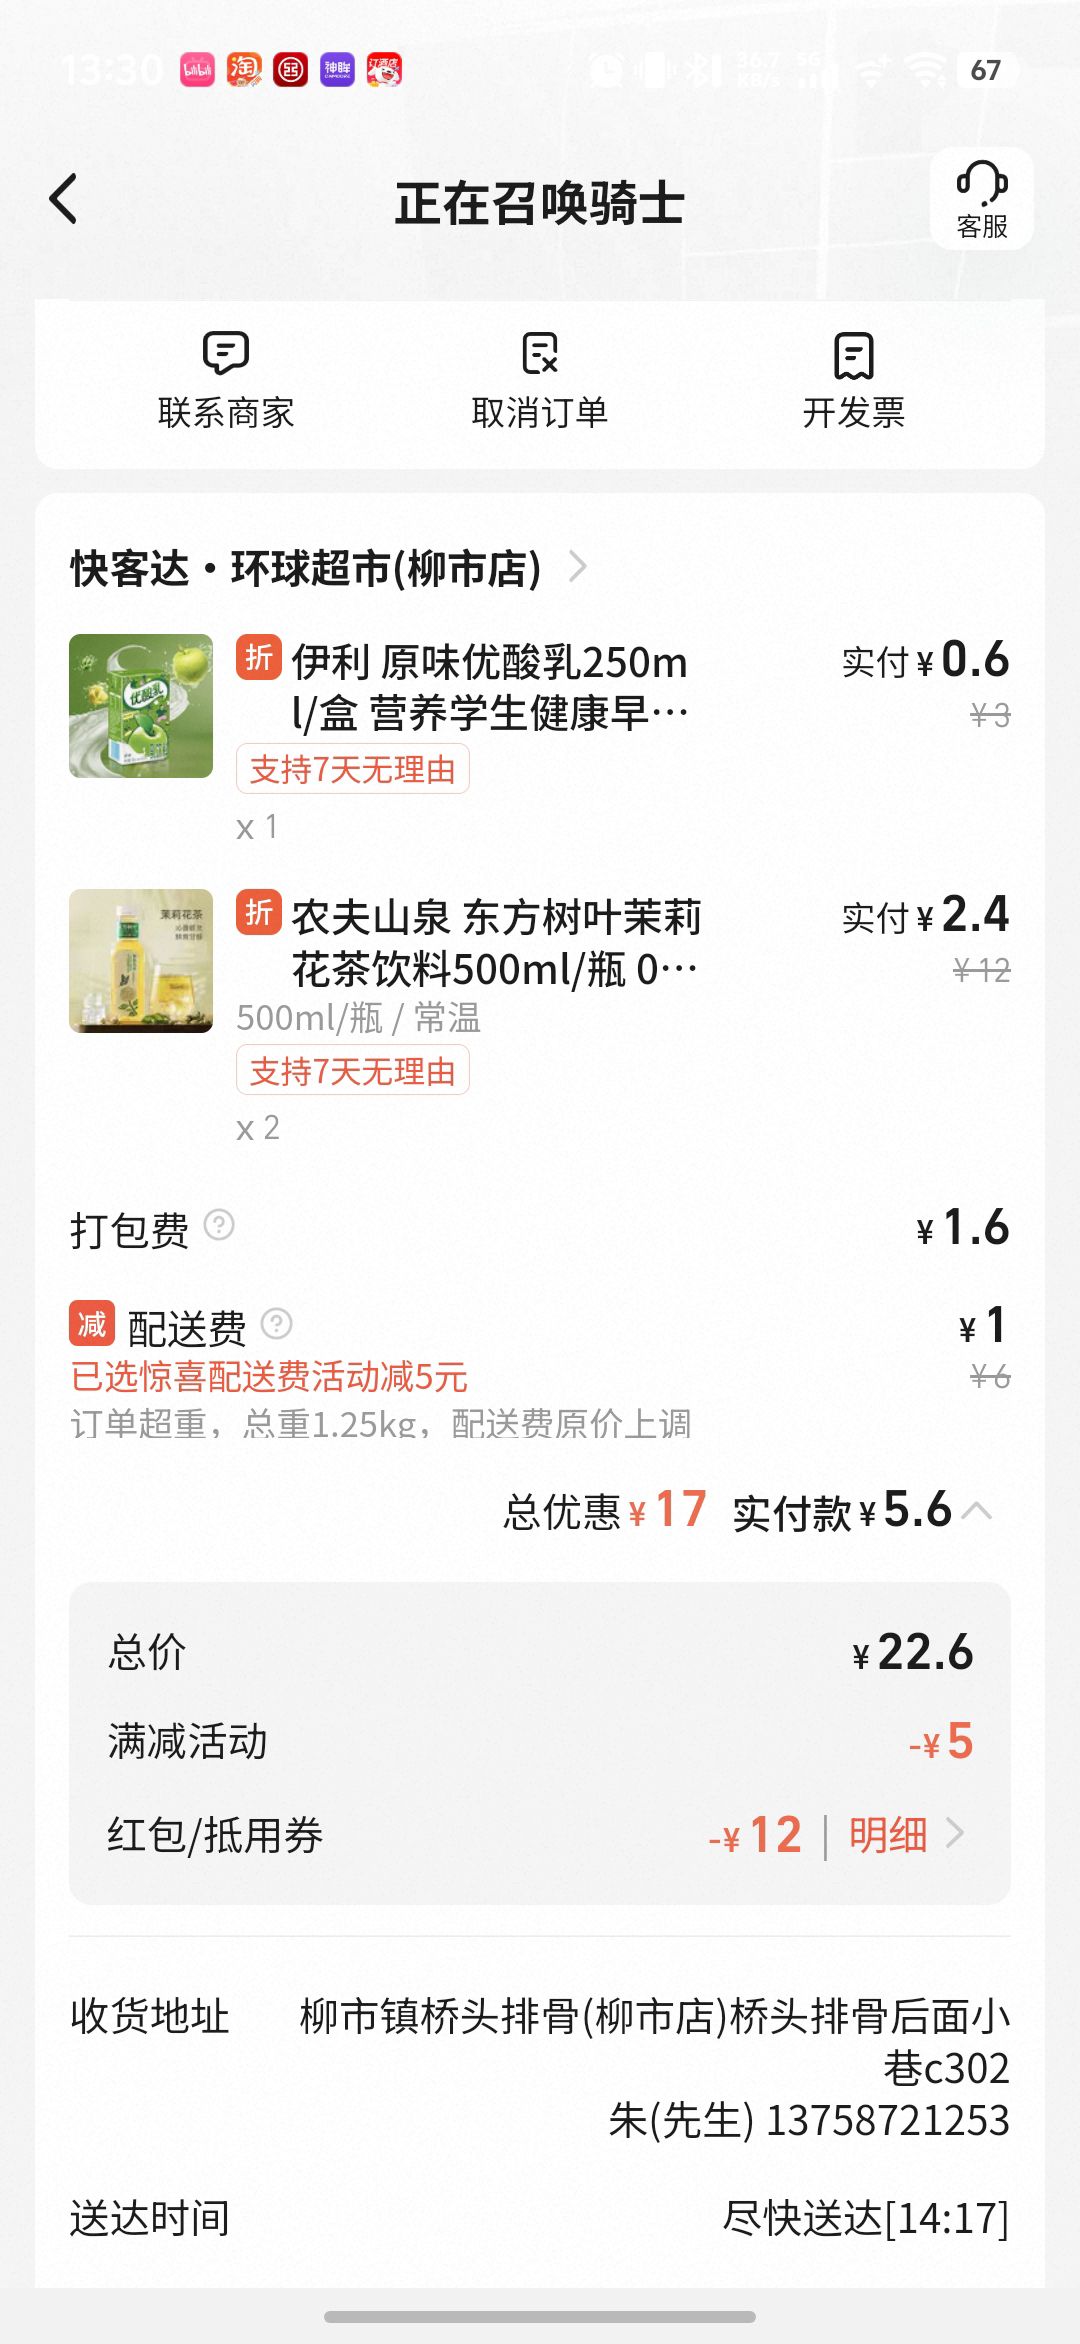 13:30
67
正在召唤骑士
客服
联系商家
取消订单
开发票
快客达·环球超市(柳市店)
折 伊利 原味优酸乳250m
l/盒 营养学生健康早…
实付¥0.6
¥3
支持7天无理由
x 1
优酸乳
折 农夫山泉 东方树叶茉莉
花茶饮料500ml/瓶 0…
实付¥2.4
¥12
茉莉花茶
500ml/瓶 / 常温
支持7天无理由
x 2
打包费 ?
¥1.6
减 配送费 ?
¥1
已选惊喜配送费活动减5元
¥6
订单超重，总重1.25kg，配送费原价上调
总优惠¥17 实付款¥5.6
总价 ¥22.6
满减活动 -¥5
红包/抵用券 -¥12 | 明细
收货地址 柳市镇桥头排骨(柳市店)桥头排骨后面小
巷c302
朱(先生) 13758721253
送达时间 尽快送达[14:17]